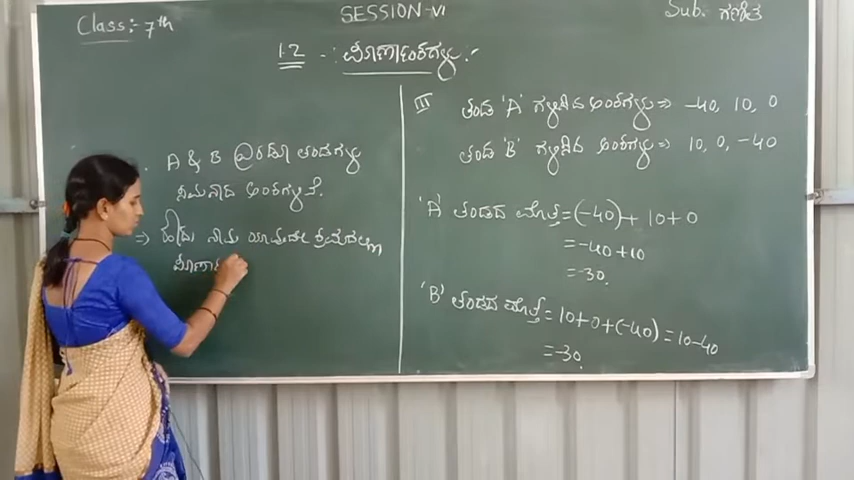 Class:- 7th
SESSION-VI
Sub: ಗಣಿತ
1.2 -: ಪೂರ್ಣಾಂಕಗಳು :-
A & B ಎರಡೂ ತಂಡಗಳು
ಸಮನಾದ ಅಂಕಗಳು
=> ಹೌದು ನಾವು ಯಾವುದೇ ಕ್ರಮದಲ್ಲಿ
ಪೂರ್ಣಾ
III ತಂಡ 'A' ಗಳಿಸಿದ ಅಂಕಗಳು => -40, 10, 0
ತಂಡ 'B' ಗಳಿಸಿದ ಅಂಕಗಳು => 10, 0, -40
'A' ತಂಡದ ಮೊತ್ತ = (-40) + 10 + 0
= -40 + 10
= -30.
'B' ತಂಡದ ಮೊತ್ತ = 10 + 0 + (-40) = 10 - 40
= -30.